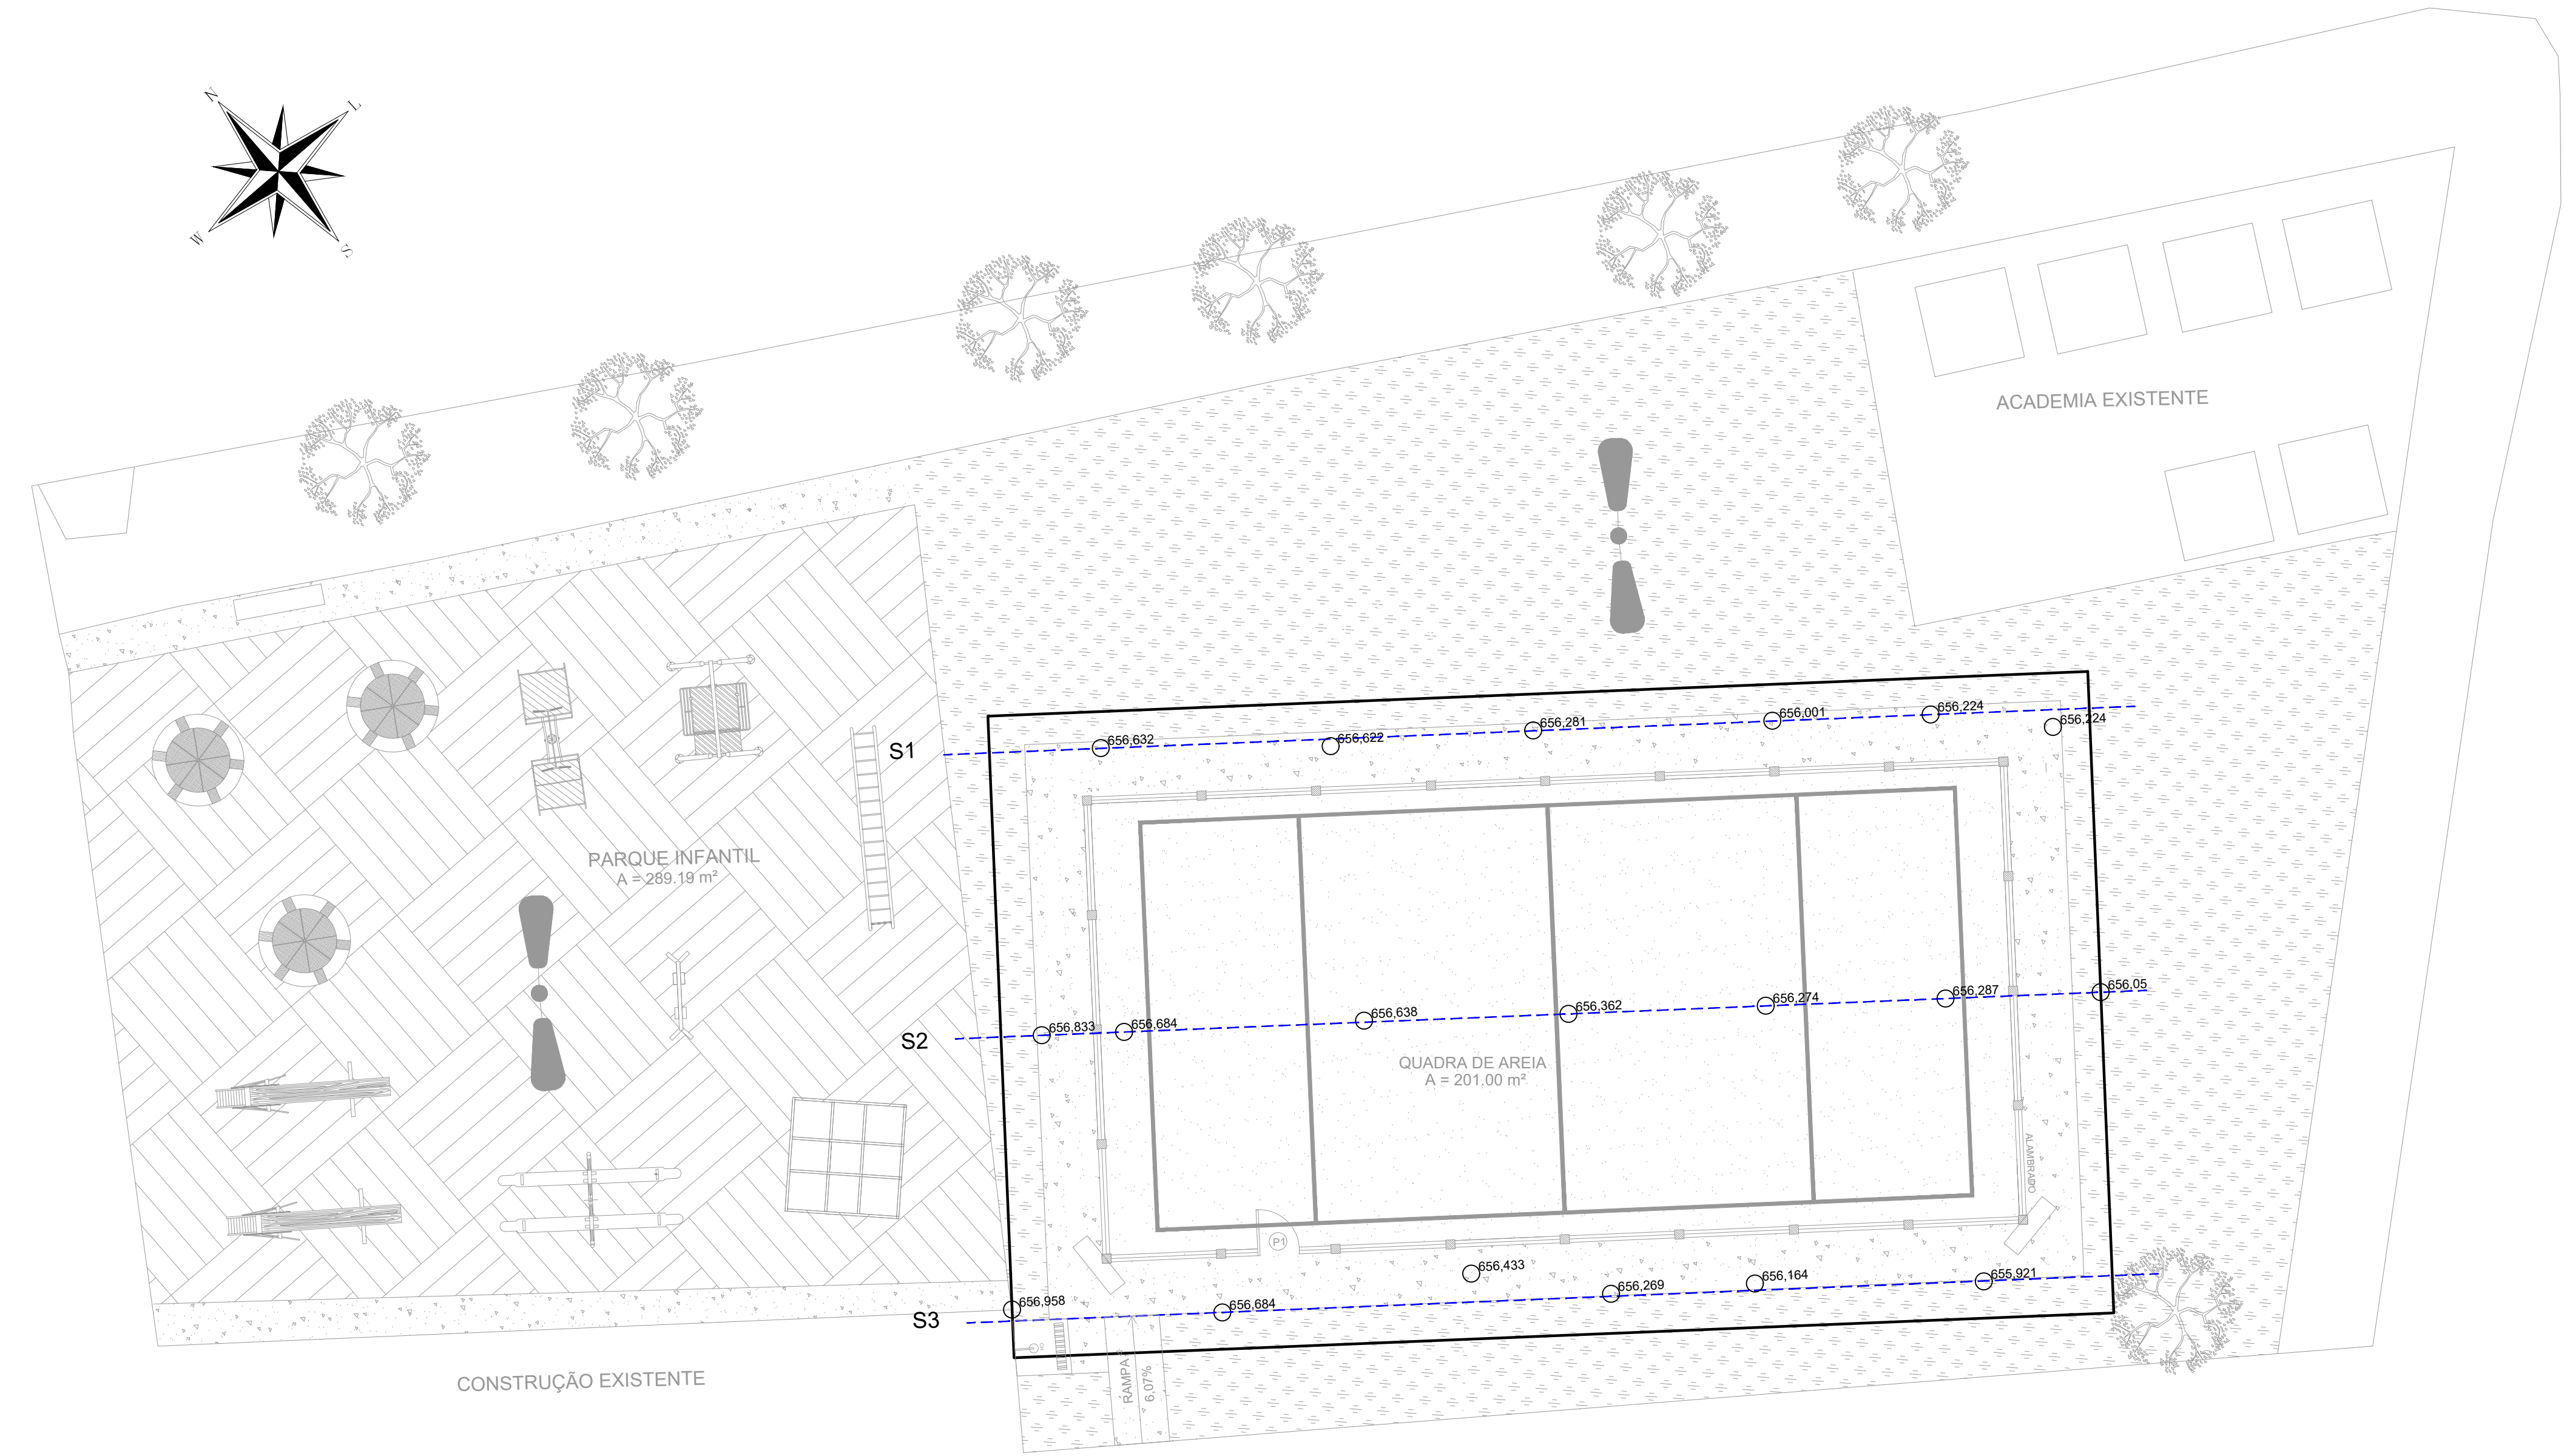 N
L
W
S
ACADEMIA EXISTENTE
S1
656,632
656,622
656,281
656,001
656,224
656,224
PARQUE INFANTIL
A = 289.19 m²
S2
656,833
656,684
656,638
656,362
656,274
656,287
656,05
QUADRA DE AREIA
A = 201.00 m²
ALAMBRADO
P1
S3
656,958
656,684
656,433
656,269
656,164
655,921
RAMPA
6,07%
CONSTRUÇÃO EXISTENTE